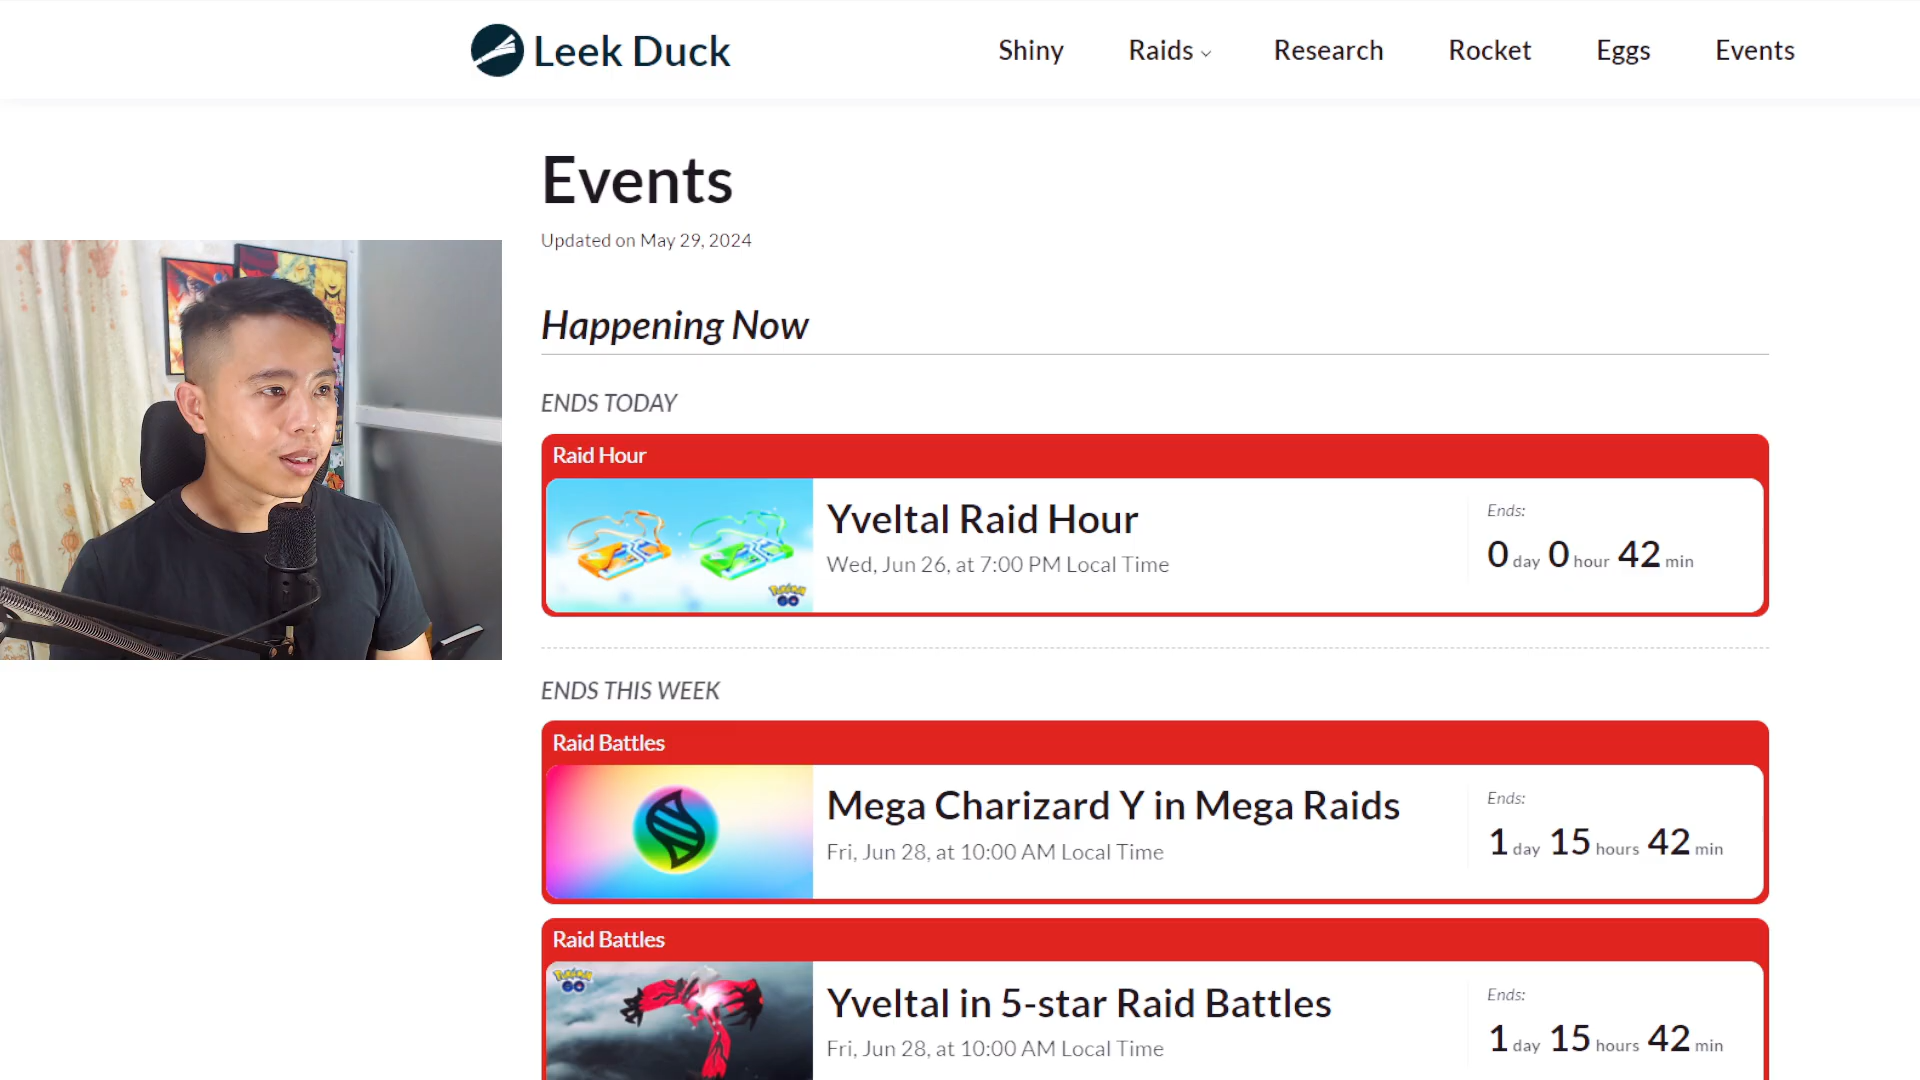 Leek Duck
Shiny Raids Research Rocket Eggs Events
Events
Updated on May 29, 2024
Happening Now
ENDS TODAY
Raid Hour
Yveltal Raid Hour
Wed, Jun 26, at 7:00 PM Local Time
Ends:
0 day 0 hour 42 min
Pokémon
GO
ENDS THIS WEEK
Raid Battles
Mega Charizard Y in Mega Raids
Fri, Jun 28, at 10:00 AM Local Time
Ends:
1 day 15 hours 42 min
Raid Battles
Pokémon
GO
Yveltal in 5-star Raid Battles
Fri, Jun 28, at 10:00 AM Local Time
Ends:
1 day 15 hours 42 min